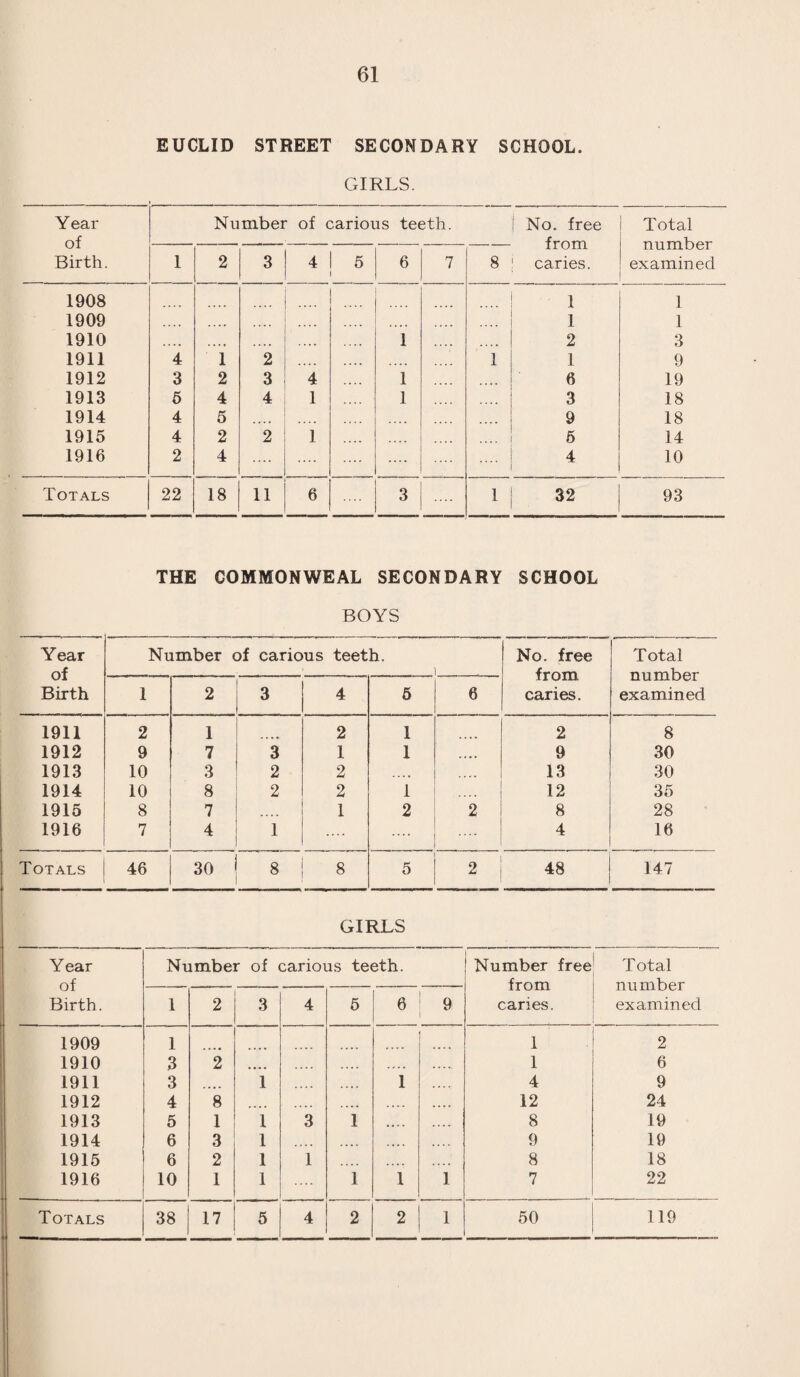 61
EUCLID STREET SECONDARY SCHOOL.
GIRLS.
Year of Birth. | Number of carious teeth. | No. free from caries. | Total number examined
1 | 2 | 3 | 4 | 5 | 6 | 7 | 8
1908 | .... | .... | .... | .... | .... | .... | .... | .... | 1 | 1
1909 | .... | .... | .... | .... | .... | .... | .... | .... | 1 | 1
1910 | .... | .... | .... | .... | .... | 1 | .... | .... | 2 | 3
1911 | 4 | 1 | 2 | .... | .... | .... | .... | 1 | 1 | 9
1912 | 3 | 2 | 3 | 4 | .... | 1 | .... | .... | 6 | 19
1913 | 5 | 4 | 4 | 1 | .... | 1 | .... | .... | 3 | 18
1914 | 4 | 5 | .... | .... | .... | .... | .... | .... | 9 | 18
1915 | 4 | 2 | 2 | 1 | .... | .... | .... | .... | 5 | 14
1916 | 2 | 4 | .... | .... | .... | .... | .... | .... | 4 | 10
Totals | 22 | 18 | 11 | 6 | .... | 3 | .... | 1 | 32 | 93
THE COMMONWEAL SECONDARY SCHOOL
BOYS
Year of Birth | Number of carious teeth. | No. free from caries. | Total number examined
1 | 2 | 3 | 4 | 5 | 6
1911 | 2 | 1 | .... | 2 | 1 | .... | 2 | 8
1912 | 9 | 7 | 3 | 1 | 1 | .... | 9 | 30
1913 | 10 | 3 | 2 | 2 | .... | .... | 13 | 30
1914 | 10 | 8 | 2 | 2 | 1 | .... | 12 | 35
1915 | 8 | 7 | .... | 1 | 2 | 2 | 8 | 28
1916 | 7 | 4 | 1 | .... | .... | .... | 4 | 16
Totals | 46 | 30 | 8 | 8 | 5 | 2 | 48 | 147
GIRLS
Year of Birth. | Number of carious teeth. | Number free from caries. | Total number examined
1 | 2 | 3 | 4 | 5 | 6 | 9
1909 | 1 | .... | .... | .... | .... | .... | .... | 1 | 2
1910 | 3 | 2 | .... | .... | .... | .... | .... | 1 | 6
1911 | 3 | .... | 1 | .... | .... | 1 | .... | 4 | 9
1912 | 4 | 8 | .... | .... | .... | .... | .... | 12 | 24
1913 | 5 | 1 | 1 | 3 | 1 | .... | .... | 8 | 19
1914 | 6 | 3 | 1 | .... | .... | .... | .... | 9 | 19
1915 | 6 | 2 | 1 | 1 | .... | .... | .... | 8 | 18
1916 | 10 | 1 | 1 | .... | 1 | 1 | 1 | 7 | 22
Totals | 38 | 17 | 5 | 4 | 2 | 2 | 1 | 50 | 119